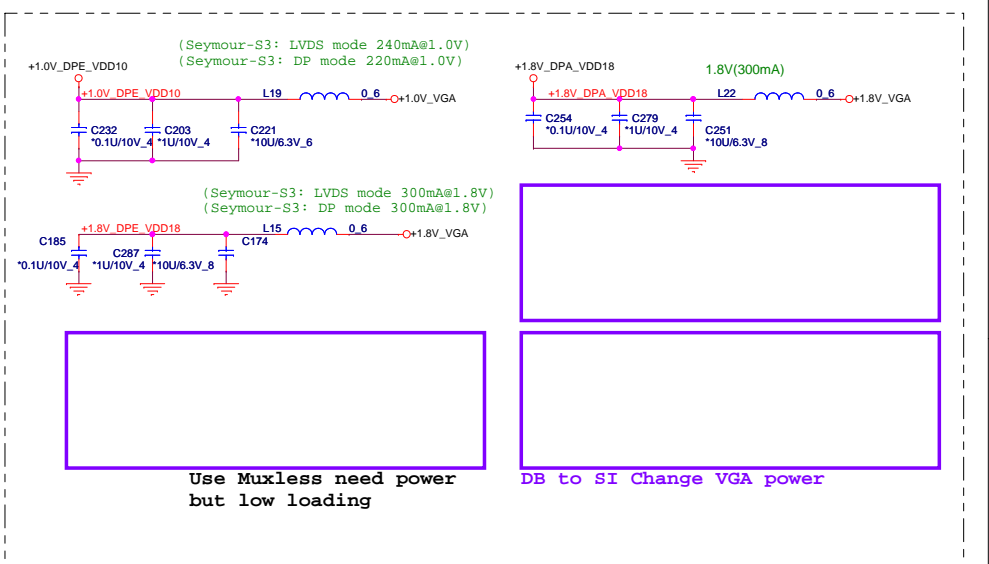 (Seymour-S3: LVDS mode 240mA@1.0V)
(Seymour-S3: DP mode 220mA@1.0V)
+1.0V_DPE_VDD10
+1.0V_DPE_VDD10
L19
0_6
+1.0V_VGA
C232
*0.1U/10V_4
C203
*1U/10V_4
C221
*10U/6.3V_6
+1.8V_DPA_VDD18
1.8V(300mA)
+1.8V_DPA_VDD18
L22
0_6
+1.8V_VGA
C254
*0.1U/10V_4
C279
*1U/10V_4
C251
*10U/6.3V_8
(Seymour-S3: LVDS mode 300mA@1.8V)
(Seymour-S3: DP mode 300mA@1.8V)
+1.8V_DPE_VDD18
L15
0_6
+1.8V_VGA
C185
*0.1U/10V_4
C287
*1U/10V_4
C174
*10U/6.3V_8
Use Muxless need power
but low loading
DB to SI Change VGA power